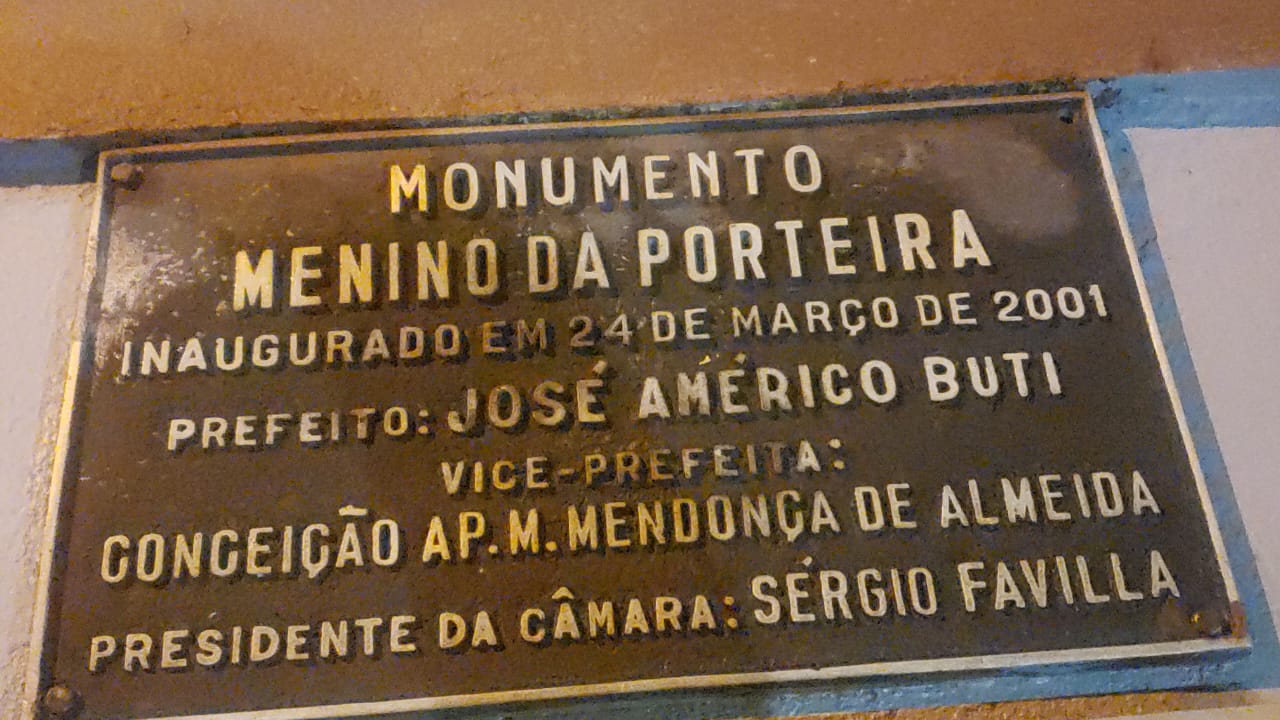 MONUMENTO
MENINO DA PORTEIRA
INAUGURADO EM 24 DE MARÇO DE 2001
PREFEITO: JOSÉ AMÉRICO BUTI
VICE-PREFEITA:
CONCEIÇÃO AP. M. MENDONÇA DE ALMEIDA
PRESIDENTE DA CÂMARA: SÉRGIO FAVILLA